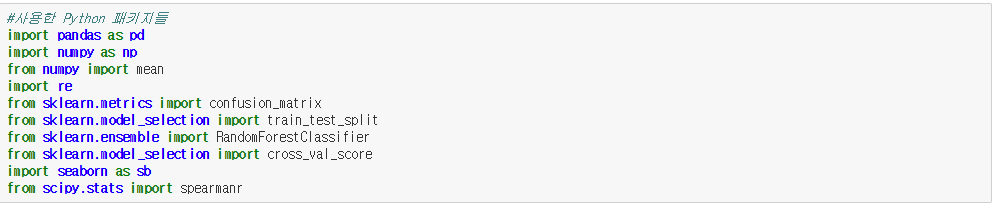 #사용한 Python 패키지들
import pandas as pd
import numpy as np
from numpy import mean
import re
from sklearn.metrics import confusion_matrix
from sklearn.model_selection import train_test_split
from sklearn.ensemble import RandomForestClassifier
from sklearn.model_selection import cross_val_score
import seaborn as sb
from scipy.stats import spearmanr